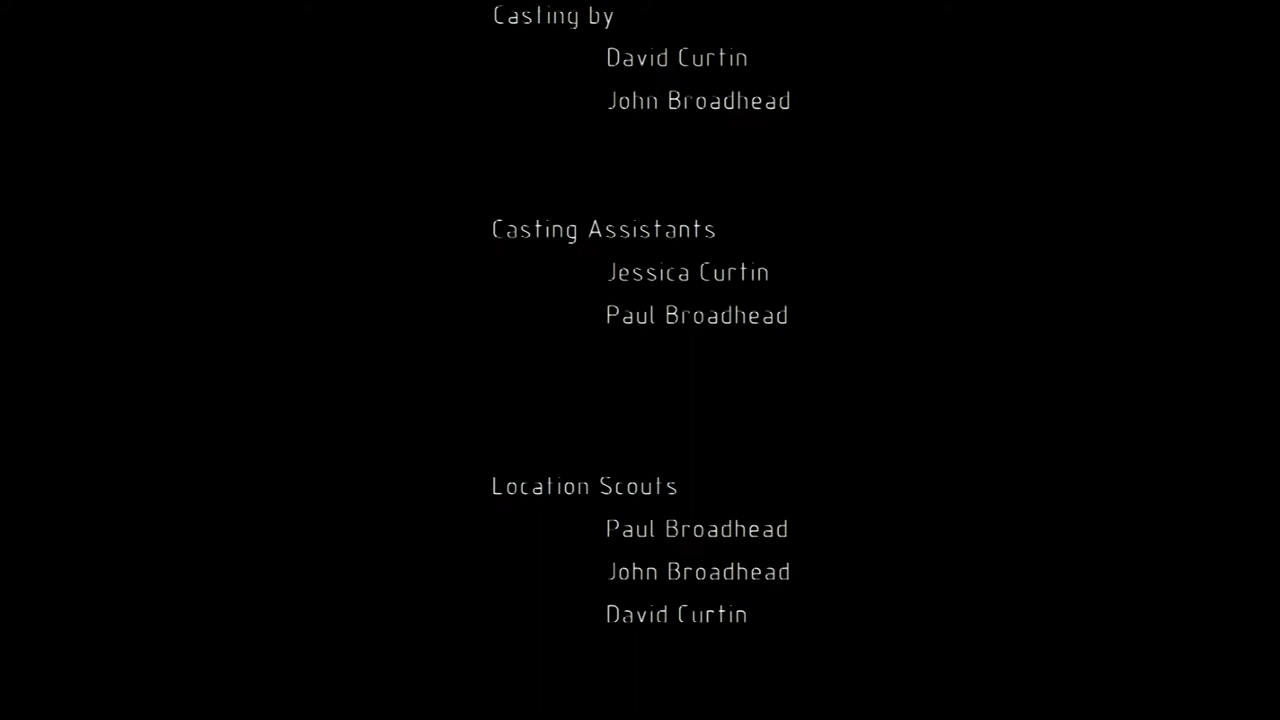 Casting by
David Curtin
John Broadhead
Casting Assistants
Jessica Curtin
Paul Broadhead
Location Scouts
Paul Broadhead
John Broadhead
David Curtin